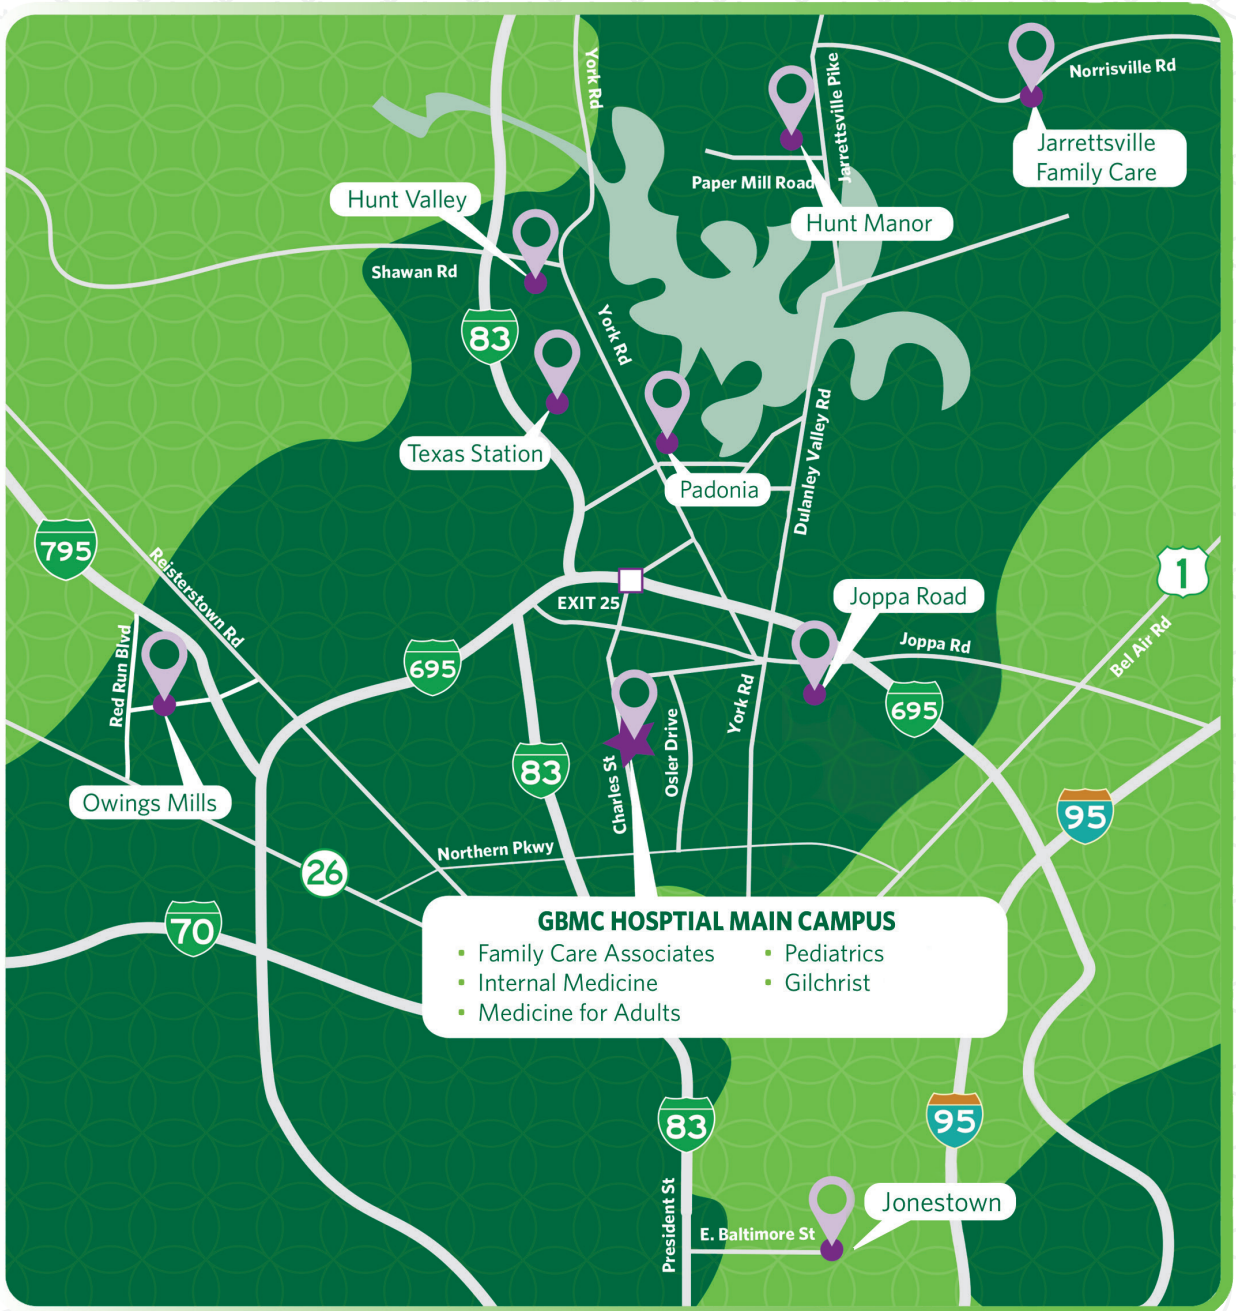 York Rd
Jarrettsville Pike
Norrisville Rd
Jarrettsville
Family Care
Paper Mill Road
Hunt Valley
Hunt Manor
Shawan Rd
83
York Rd
Texas Station
Padonia
Dulanley Valley Rd
795
Reisterstown Rd
1
EXIT 25
Joppa Road
Red Run Blvd
695
Joppa Rd
Bel Air Rd
York Rd
695
Osler Drive
83
Charles St
Owings Mills
95
Northern Pkwy
26
70
GBMC HOSPTIAL MAIN CAMPUS
▪ Family Care Associates
▪ Internal Medicine
▪ Medicine for Adults
▪ Pediatrics
▪ Gilchrist
83
95
President St
Jonestown
E. Baltimore St